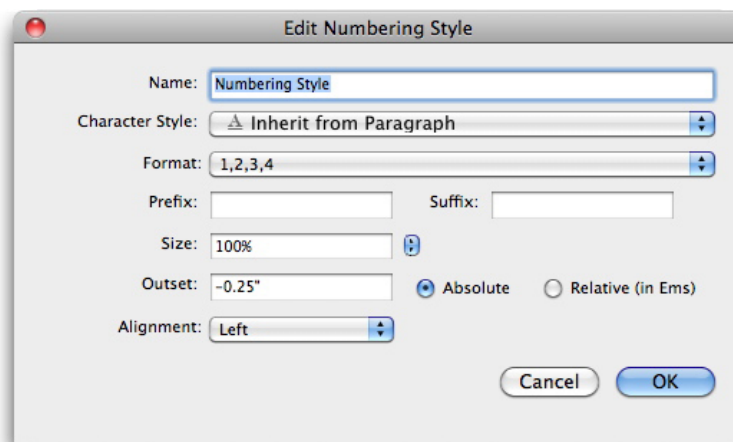 Edit Numbering Style
Name: Numbering Style
Character Style: A Inherit from Paragraph
Format: 1,2,3,4
Prefix: Suffix:
Size: 100%
Outset: -0.25" Absolute Relative (in Ems)
Alignment: Left
Cancel OK